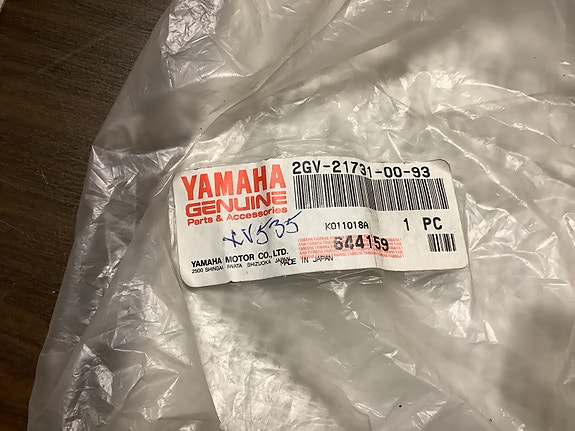 YAMAHA
GENUINE
Parts & Accessories
2GV-21731-00-93
XV535
K011018A
1 PC
644159
YAMAHA MOTOR CO., LTD.
2500 SHINGAI IWATA SHIZUOKA JAPAN
MADE IN JAPAN